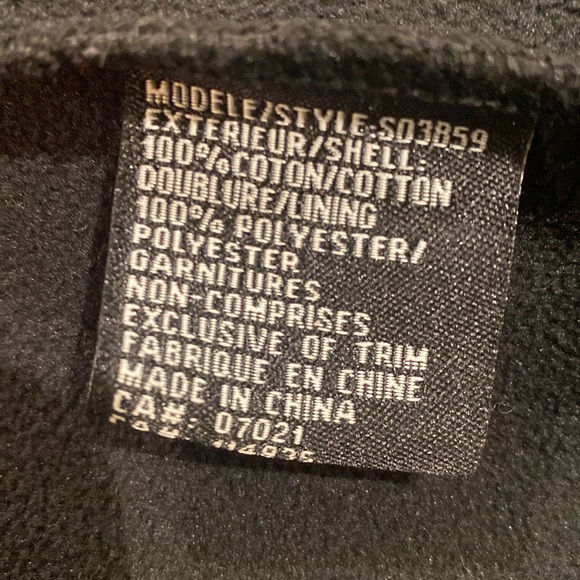 MODELE/STYLE:S03B59
EXTERIEUR/SHELL:
100%COTON/COTTON
DOUBLURE/LINING
100% POLYESTER/
POLYESTER
GARNITURES
NON-COMPRISES
EXCLUSIVE OF TRIM
FABRIQUE EN CHINE
MADE IN CHINA
CA#: 07021